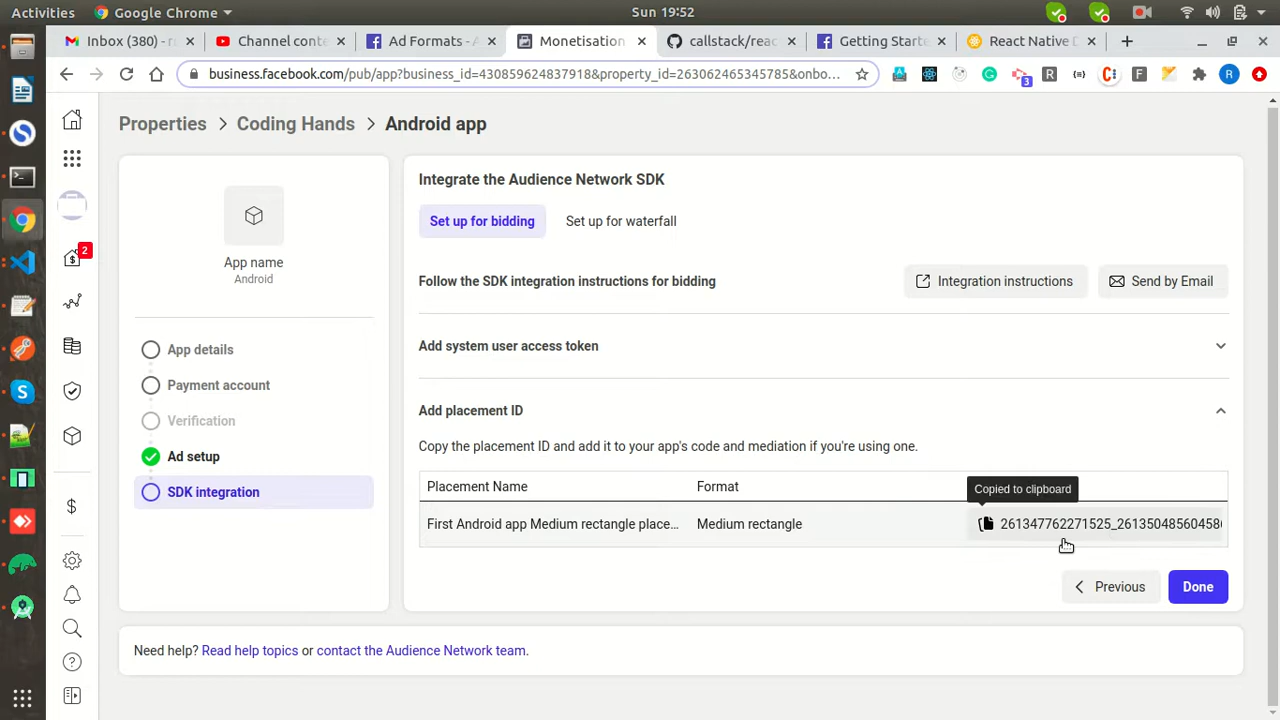 Activities
Google Chrome
Sun 19:52
Inbox (380) - r
Channel conte
Ad Formats - A
Monetisation
callstack/reac
Getting Starte
React Native D
business.facebook.com/pub/app?business_id=430859624837918&property_id=263062465345785&onbo...
3
R
F
R
Properties
Coding Hands
Android app
2
App name
Android
App details
Payment account
Verification
Ad setup
SDK integration
Integrate the Audience Network SDK
Set up for bidding
Set up for waterfall
Follow the SDK integration instructions for bidding
Integration instructions
Send by Email
Add system user access token
Add placement ID
Copy the placement ID and add it to your app's code and mediation if you're using one.
Placement Name
Format
Copied to clipboard
First Android app Medium rectangle place...
Medium rectangle
261347762271525_261350485604586
Previous
Done
Need help? Read help topics or contact the Audience Network team.